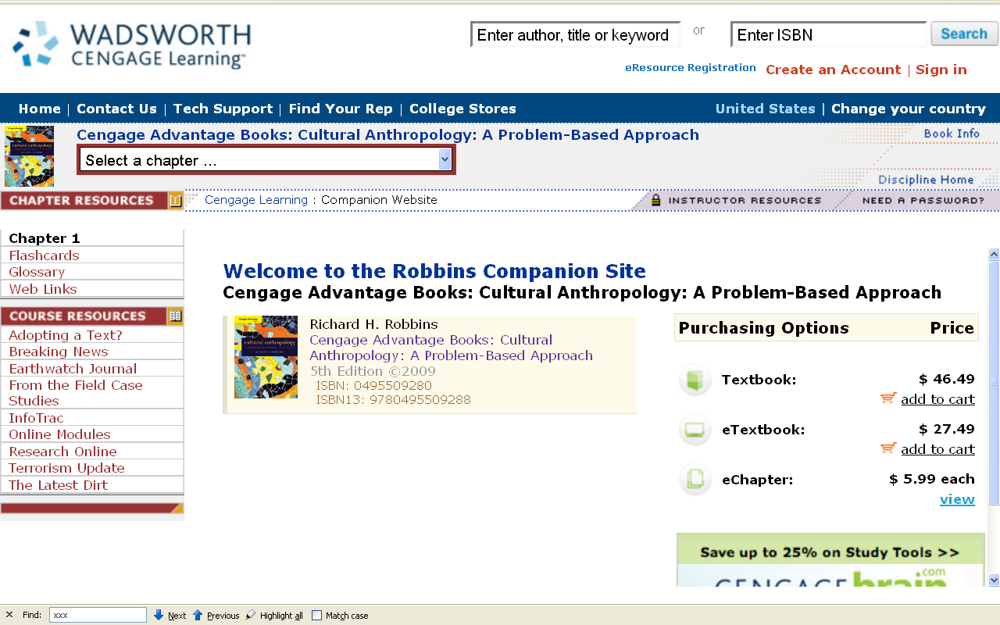 WADSWORTH
CENGAGE Learning™
Enter author, title or keyword or Enter ISBN Search
eResource Registration Create an Account | Sign in
Home | Contact Us | Tech Support | Find Your Rep | College Stores United States | Change your country
Cengage Advantage Books: Cultural Anthropology: A Problem-Based Approach
Select a chapter ...
Book Info
Discipline Home
CHAPTER RESOURCES
Cengage Learning : Companion Website
INSTRUCTOR RESOURCES
NEED A PASSWORD?
Chapter 1
Flashcards
Glossary
Web Links
COURSE RESOURCES
Adopting a Text?
Breaking News
Earthwatch Journal
From the Field Case
Studies
InfoTrac
Online Modules
Research Online
Terrorism Update
The Latest Dirt
Welcome to the Robbins Companion Site
Cengage Advantage Books: Cultural Anthropology: A Problem-Based Approach
cultural anthropology
Richard H. Robbins
Cengage Advantage Books: Cultural
Anthropology: A Problem-Based Approach
5th Edition ©2009
ISBN: 0495509280
ISBN13: 9780495509288
Purchasing Options Price
Textbook: $ 46.49
add to cart
eTextbook: $ 27.49
add to cart
eChapter: $ 5.99 each
view
Save up to 25% on Study Tools >>
CENGAGEbrain.com
Find: xxx Next Previous Highlight all Match case